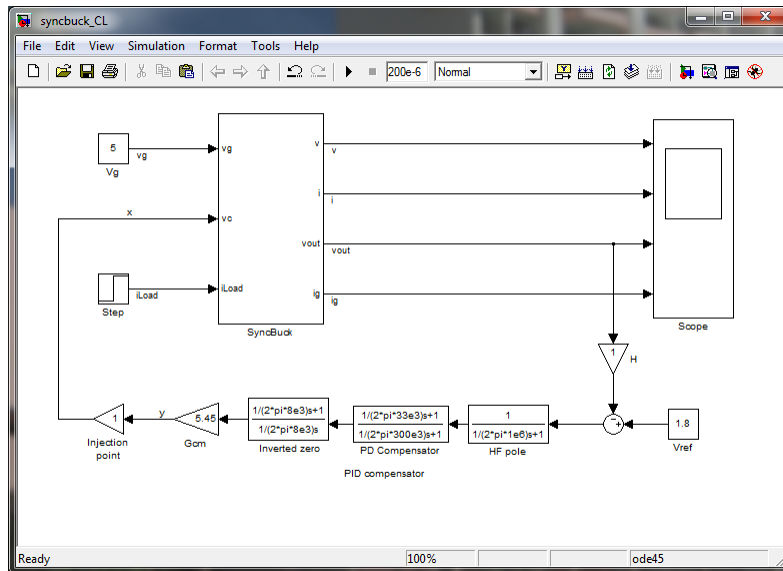 syncbuck_CL
File Edit View Simulation Format Tools Help
200e-6 Normal
5
Vg
vg
vg
v
v
i
i
x
vc
vout
vout
iLoad
iLoad
Step
ig
ig
SyncBuck
Scope
1
H
1
Injection
point
y
5.45
Gcm
1/(2*pi*8e3)s+1
1/(2*pi*8e3)s
Inverted zero
1/(2*pi*33e3)s+1
1/(2*pi*300e3)s+1
PD Compensator
1
1/(2*pi*1e6)s+1
HF pole
− +
1.8
Vref
PID compensator
Ready 100% ode45